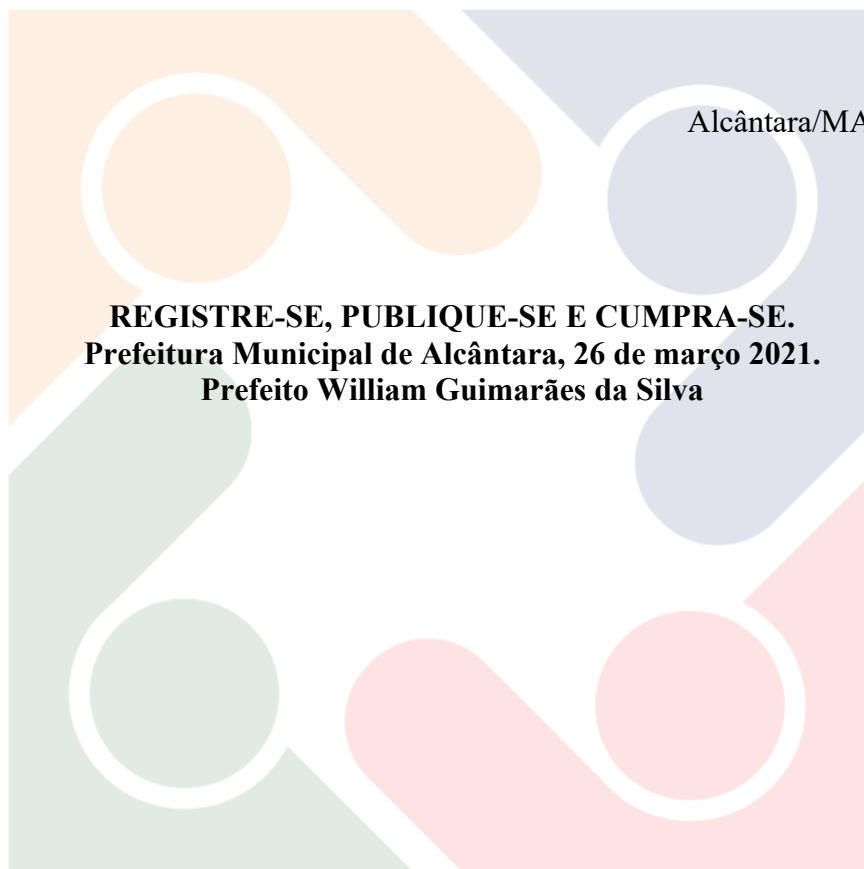 Alcântara/MA
REGISTRE-SE, PUBLIQUE-SE E CUMPRA-SE.
Prefeitura Municipal de Alcântara, 26 de março 2021.
Prefeito William Guimarães da Silva